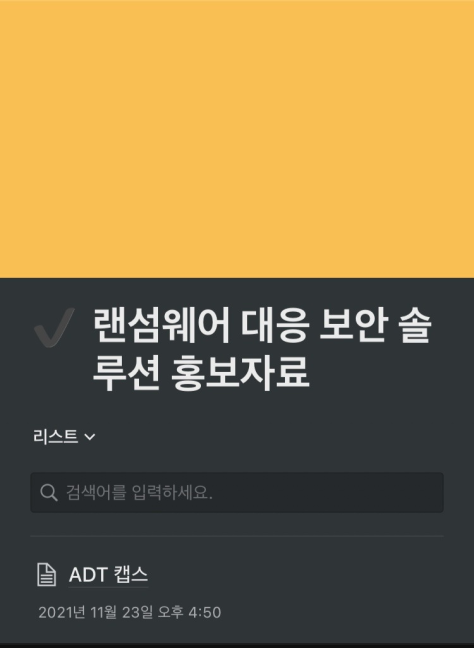 랜섬웨어 대응 보안 솔
루션 홍보자료
리스트
검색어를 입력하세요.
ADT 캡스
2021년 11월 23일 오후 4:50